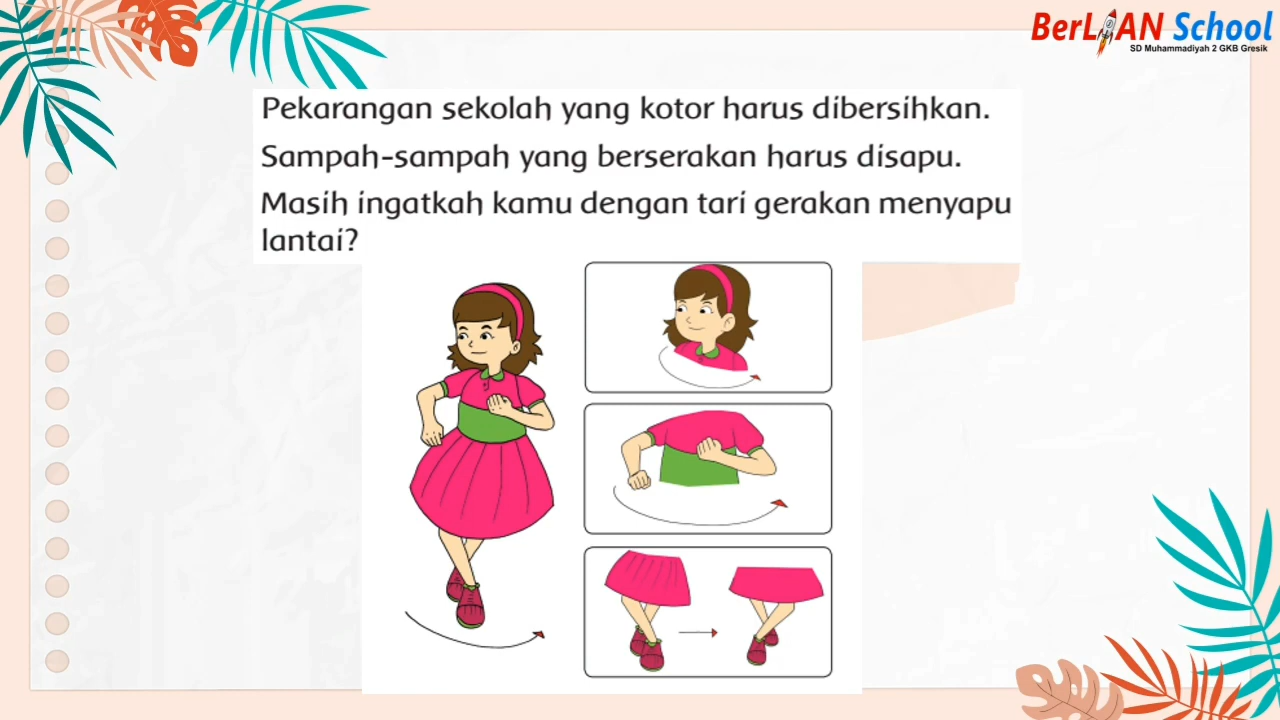 BerLIAN School
SD Muhammadiyah 2 GKB Gresik
Pekarangan sekolah yang kotor harus dibersihkan.
Sampah-sampah yang berserakan harus disapu.
Masih ingatkah kamu dengan tari gerakan menyapu
lantai?